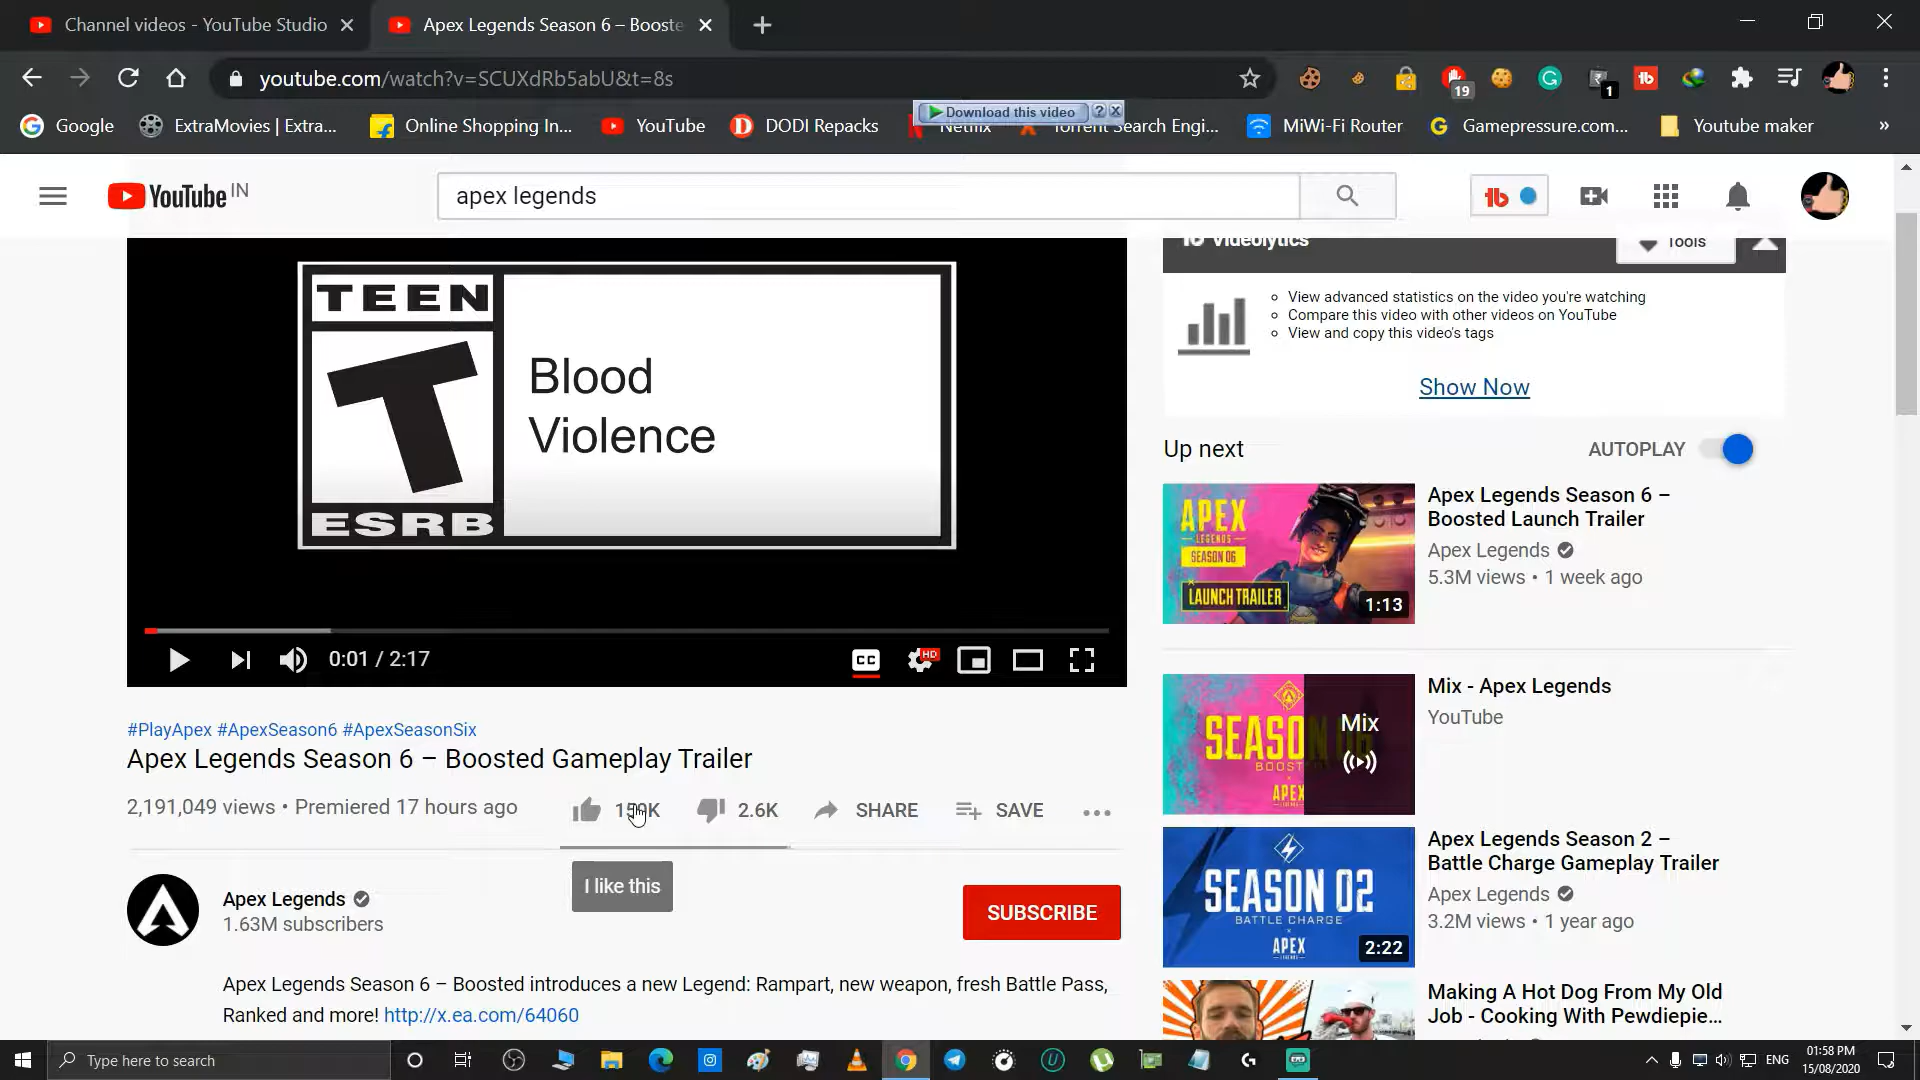 Channel videos - YouTube Studio
Apex Legends Season 6 – Booste
youtube.com/watch?v=SCUXdRb5abU&t=8s
19
1
Download this video
Google
ExtraMovies | Extra...
Online Shopping In...
YouTube
DODI Repacks
Netflix
Torrent Search Engi...
MiWi-Fi Router
Gamepressure.com...
Youtube maker
»
YouTube IN
apex legends
TEEN
T
ESRB
Blood
Violence
0:01 / 2:17
CC
HD
Videolytics
Tools
View advanced statistics on the video you're watching
Compare this video with other videos on YouTube
View and copy this video's tags
Show Now
Up next
AUTOPLAY
APEX
LEGENDS
SEASON 06
LAUNCH TRAILER
1:13
Apex Legends Season 6 –
Boosted Launch Trailer
Apex Legends
5.3M views • 1 week ago
Mix
Mix - Apex Legends
YouTube
SEASON 02
BATTLE CHARGE
APEX
2:22
Apex Legends Season 2 –
Battle Charge Gameplay Trailer
Apex Legends
3.2M views • 1 year ago
Making A Hot Dog From My Old
Job - Cooking With Pewdiepie...
#PlayApex #ApexSeason6 #ApexSeasonSix
Apex Legends Season 6 – Boosted Gameplay Trailer
2,191,049 views • Premiered 17 hours ago
2.6K
SHARE
SAVE
I like this
Apex Legends
1.63M subscribers
SUBSCRIBE
Apex Legends Season 6 – Boosted introduces a new Legend: Rampart, new weapon, fresh Battle Pass,
Ranked and more! http://x.ea.com/64060
Type here to search
ENG
01:58 PM
15/08/2020